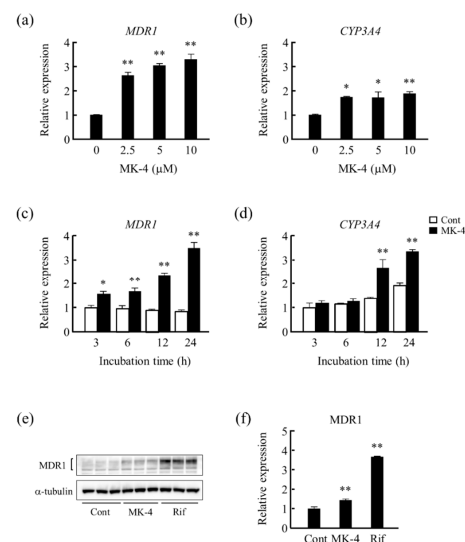 (a)
MDR1
Relative expression
4
3
2
1
0
**
**
**
0 2.5 5 10
MK-4 (μM)
(b)
CYP3A4
Relative expression
4
3
2
1
0
*
*
**
0 2.5 5 10
MK-4 (μM)
(c)
MDR1
Relative expression
4
3
2
1
0
*
**
**
**
3 6 12 24
Incubation time (h)
(d)
CYP3A4
Cont
MK-4
Relative expression
4
3
2
1
0
**
**
3 6 12 24
Incubation time (h)
(e)
MDR1
α-tubulin
Cont MK-4 Rif
(f)
MDR1
Relative expression
5
4
3
2
1
0
**
**
Cont MK-4 Rif